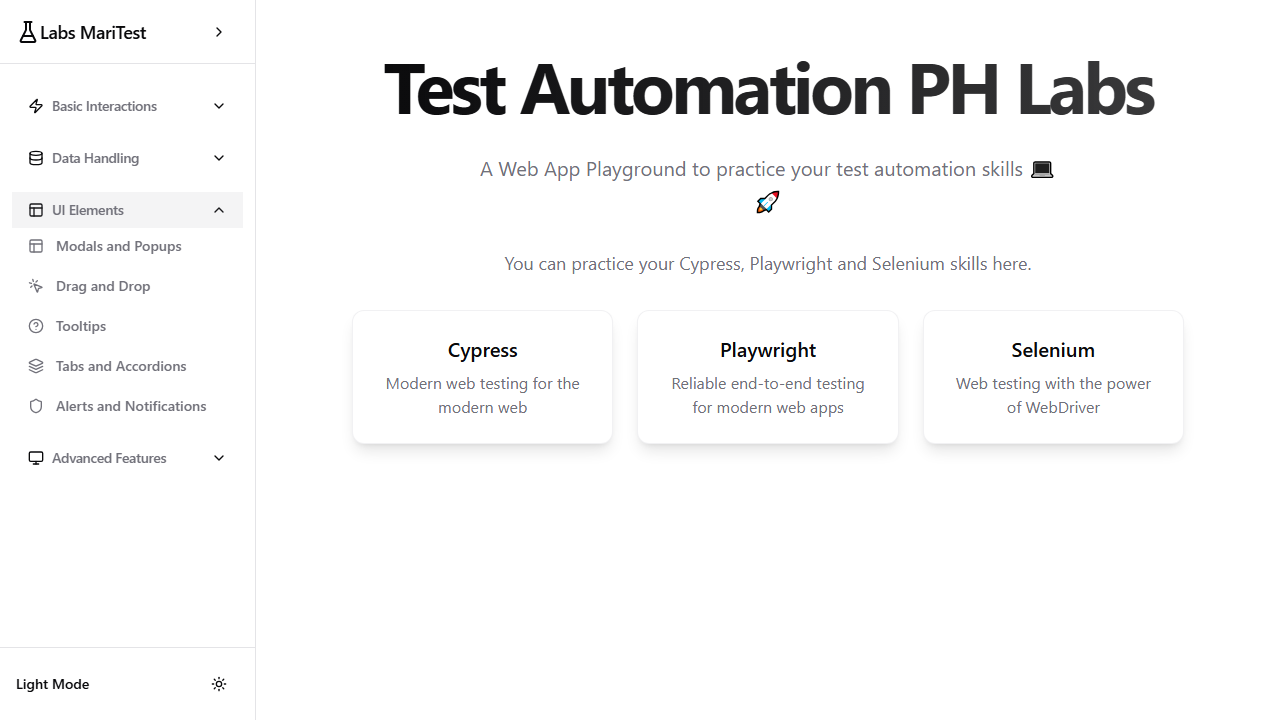 Labs MariTest
Basic Interactions
Data Handling
UI Elements
Modals and Popups
Drag and Drop
Tooltips
Tabs and Accordions
Alerts and Notifications
Advanced Features
Light Mode
Test Automation PH Labs
A Web App Playground to practice your test automation skills 💻
🚀
You can practice your Cypress, Playwright and Selenium skills here.
Cypress
Modern web testing for the
modern web
Playwright
Reliable end-to-end testing
for modern web apps
Selenium
Web testing with the power
of WebDriver